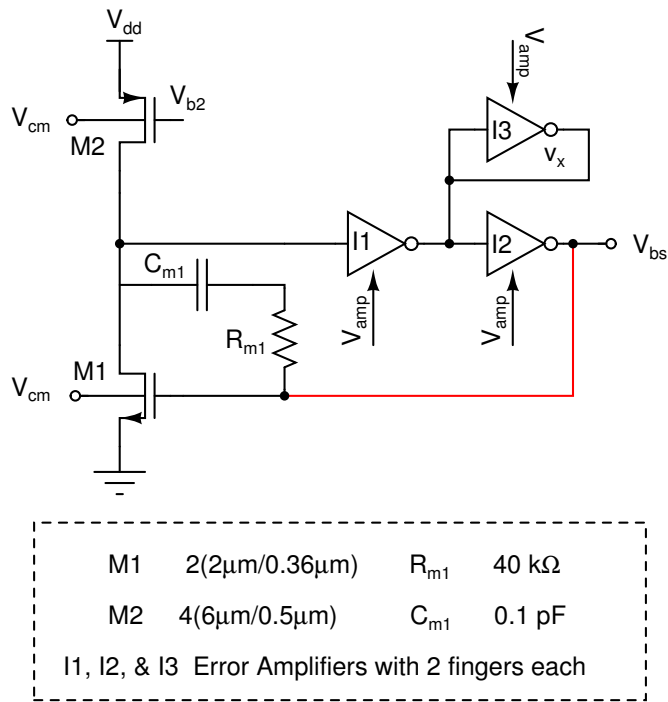 Vdd
Vcm
Vb2
M2
Vamp
I3
vx
I1
I2
Vbs
Cm1
Vamp
Vamp
Rm1
M1
Vcm
M1 2(2μm/0.36μm) Rm1 40 kΩ
M2 4(6μm/0.5μm) Cm1 0.1 pF
I1, I2, & I3 Error Amplifiers with 2 fingers each